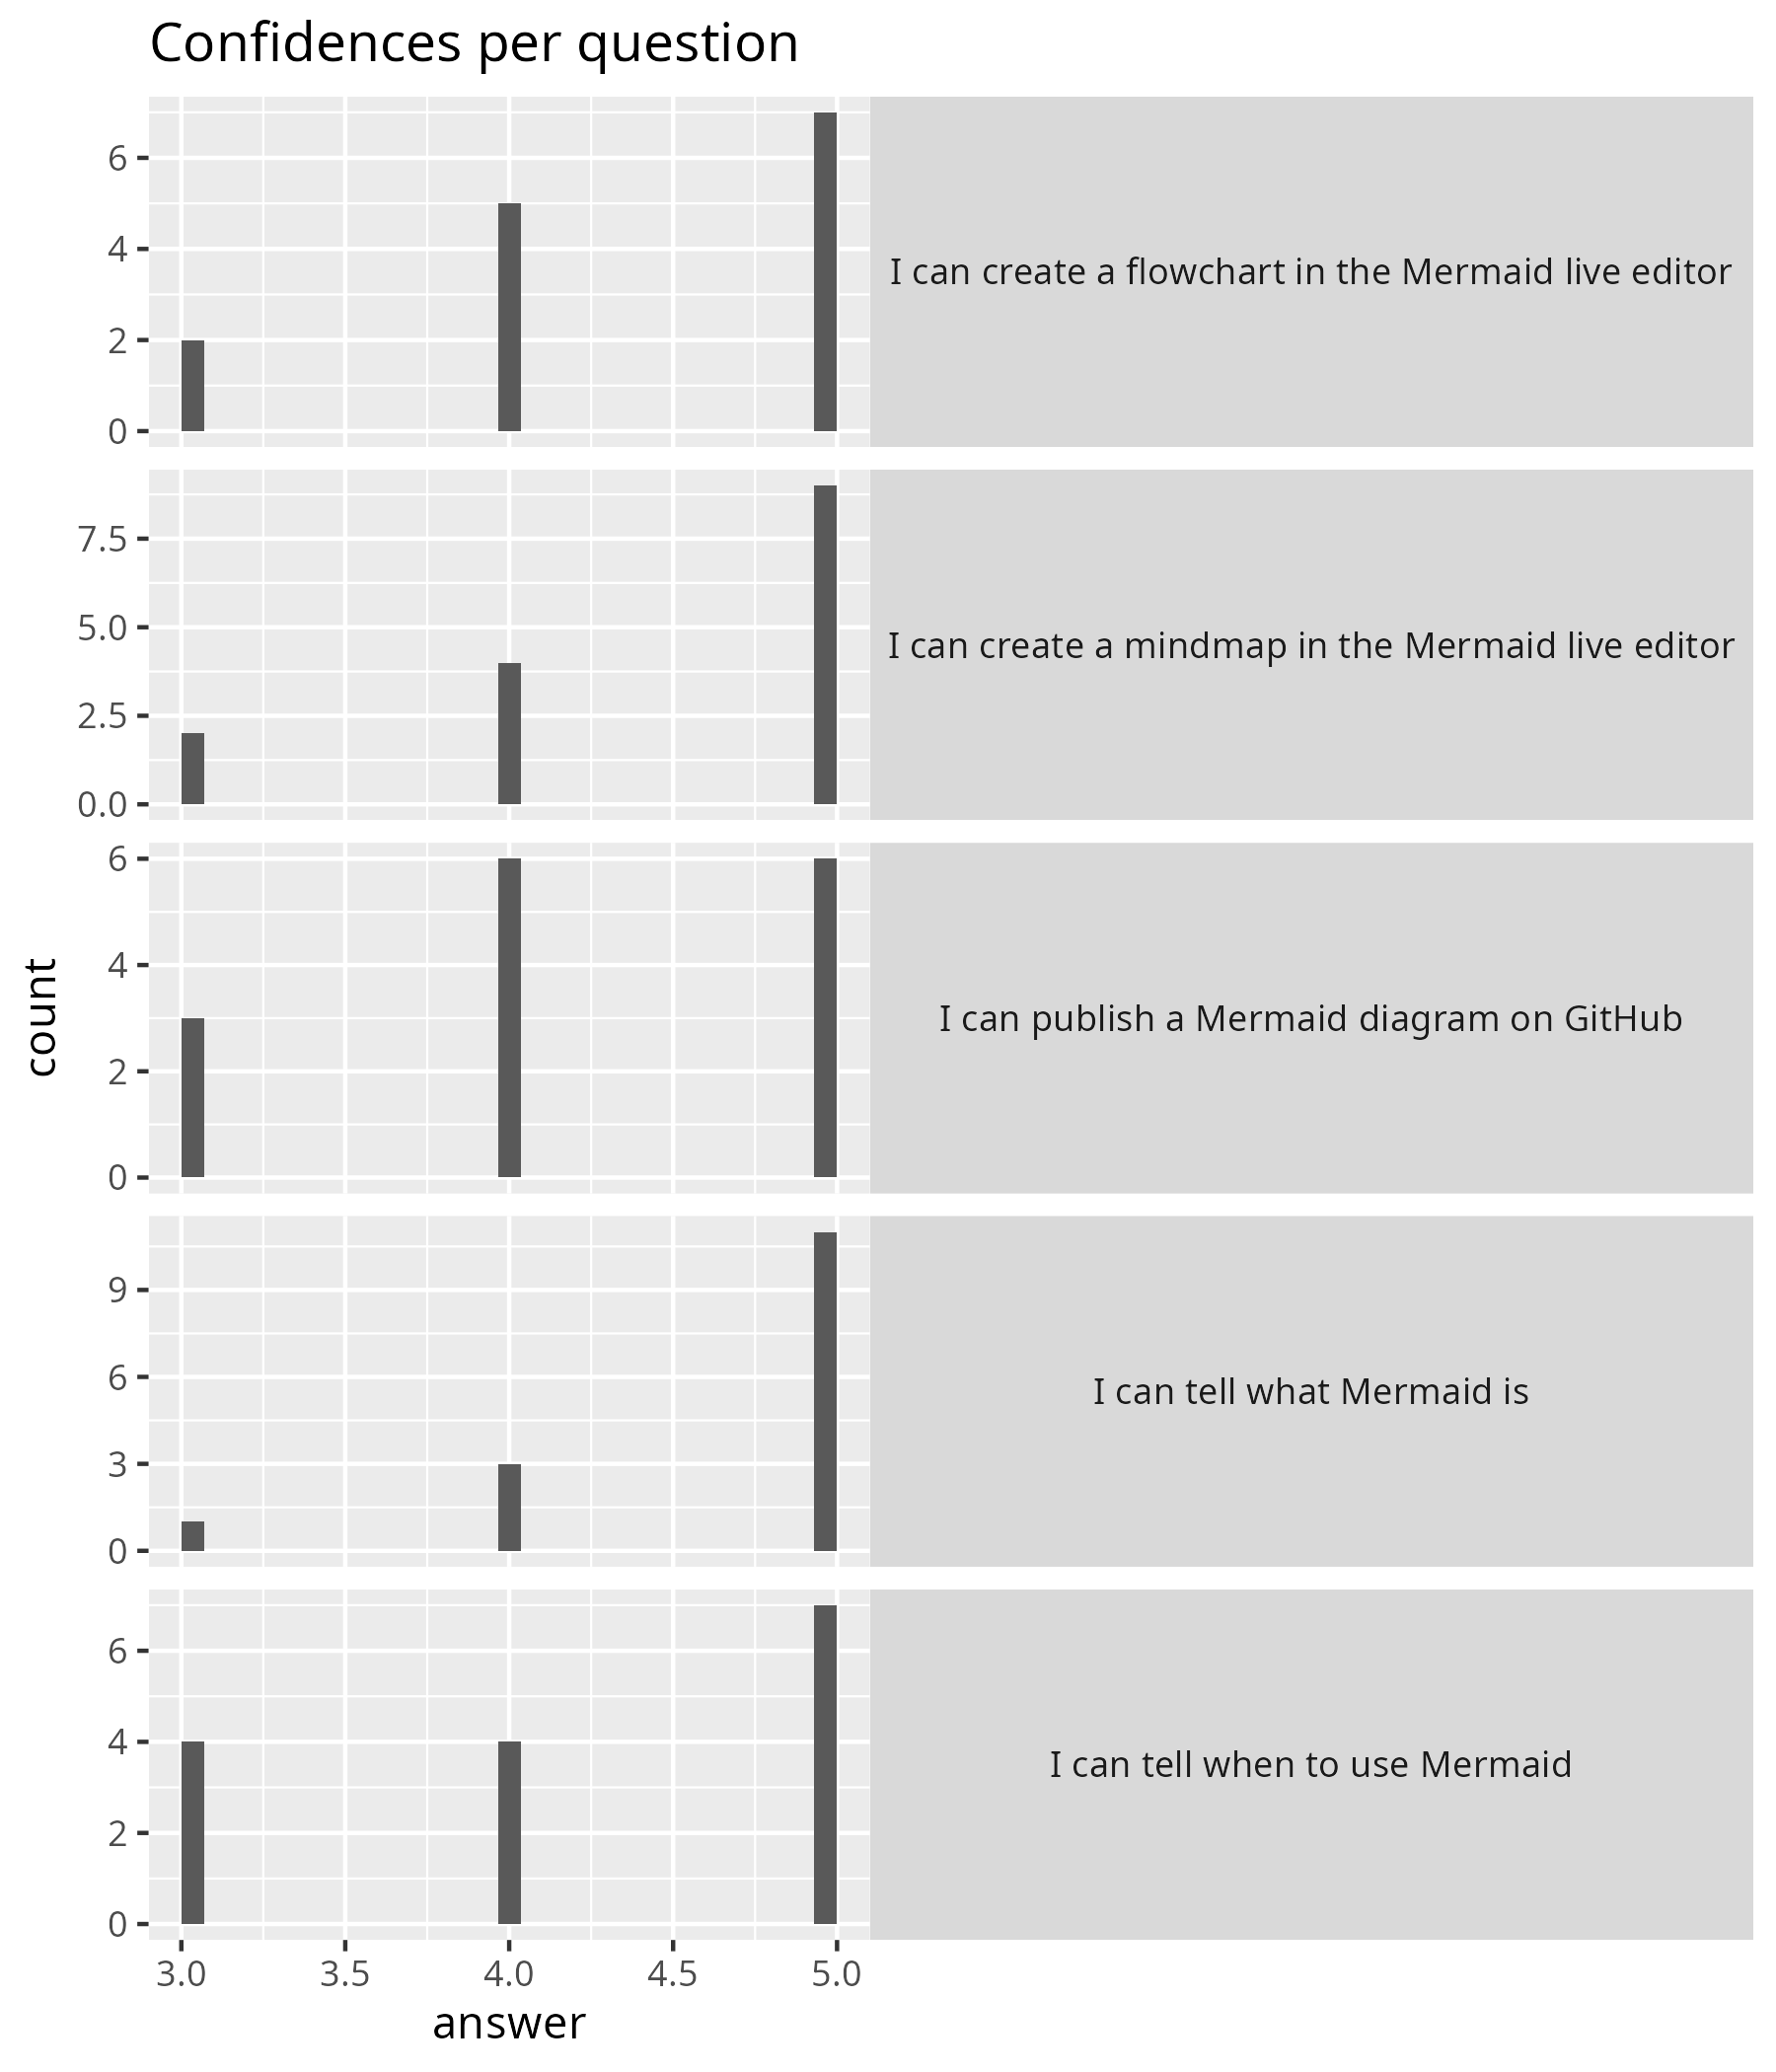 Confidences per question
6
4
2
0
I can create a flowchart in the Mermaid live editor
7.5
5.0
2.5
0.0
I can create a mindmap in the Mermaid live editor
6
4
2
0
I can publish a Mermaid diagram on GitHub
count
9
6
3
0
I can tell what Mermaid is
6
4
2
0
I can tell when to use Mermaid
3.0 3.5 4.0 4.5 5.0
answer